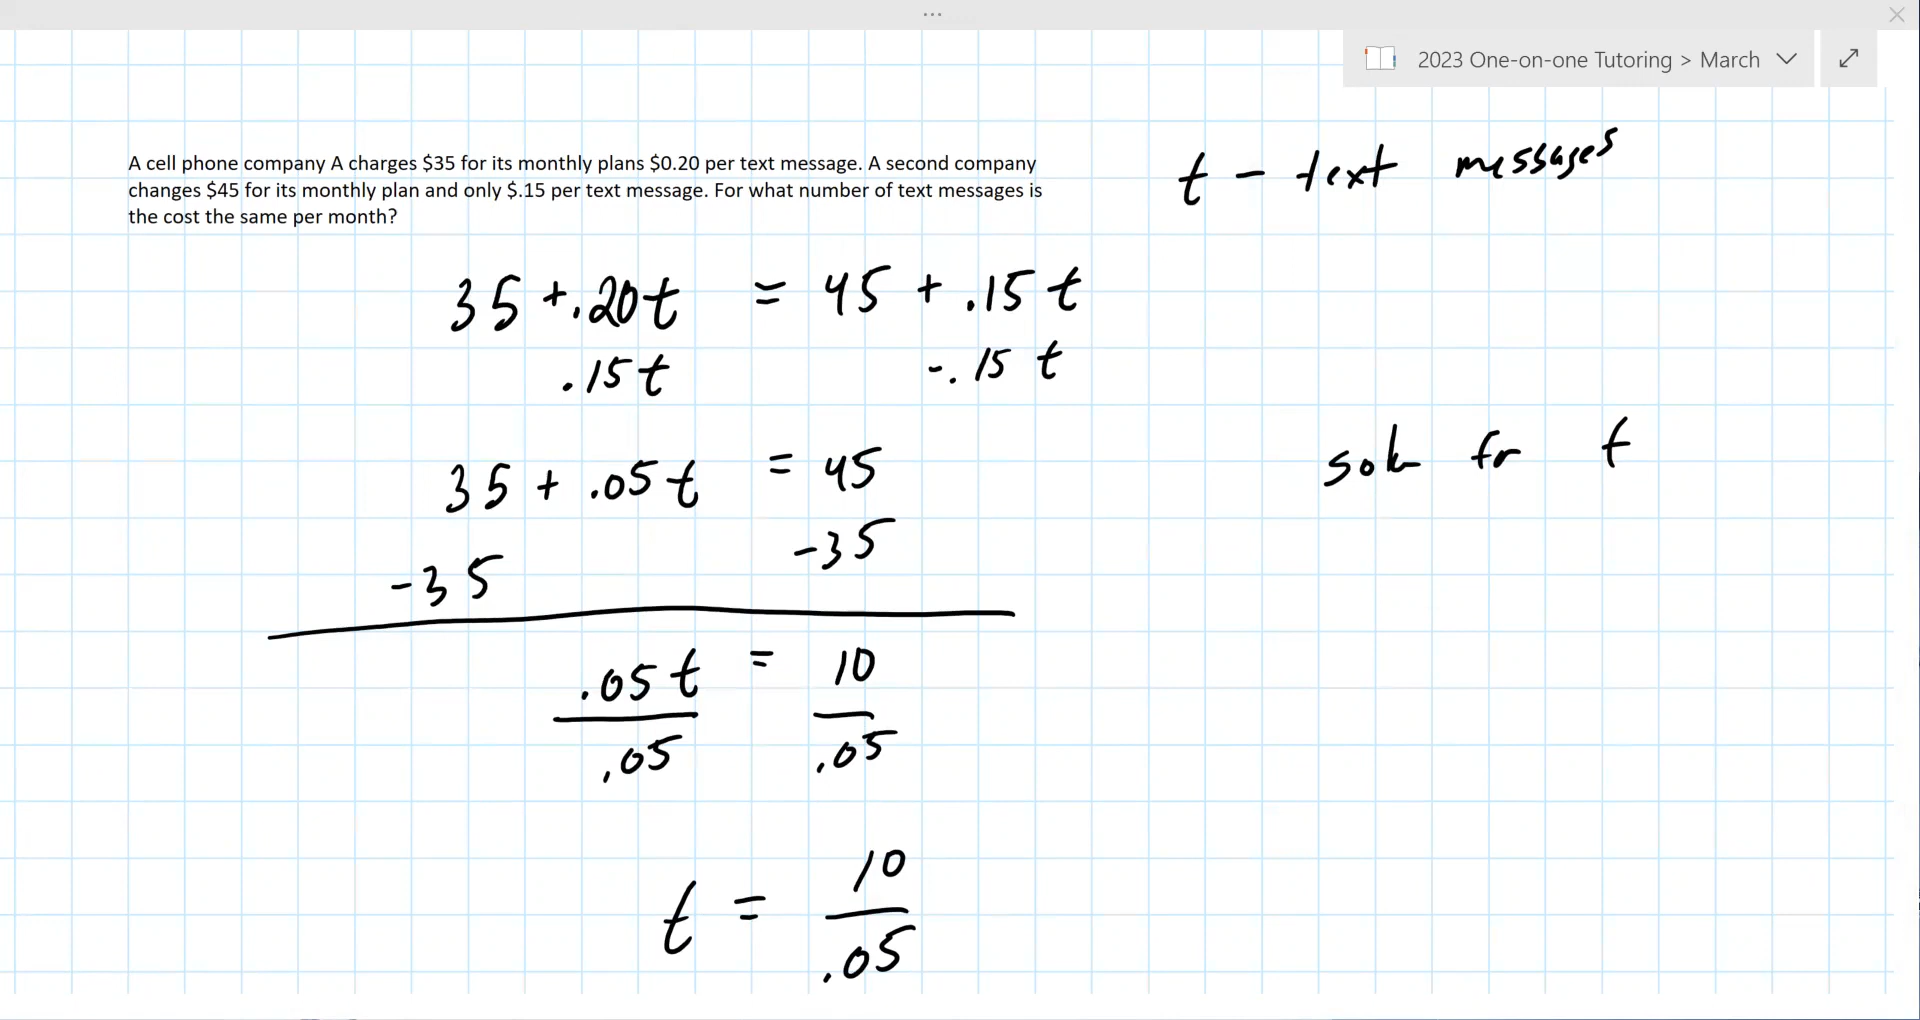 2023 One-on-one Tutoring > March
A cell phone company A charges $35 for its monthly plans $0.20 per text message. A second company
changes $45 for its monthly plan and only $.15 per text message. For what number of text messages is
the cost the same per month?
t - text messages
35 + .20t = 45 + .15t
.15t -.15t
solve for t
35 + .05t = 45
-35 -35
.05t = 10
.05 .05
t = 10
.05